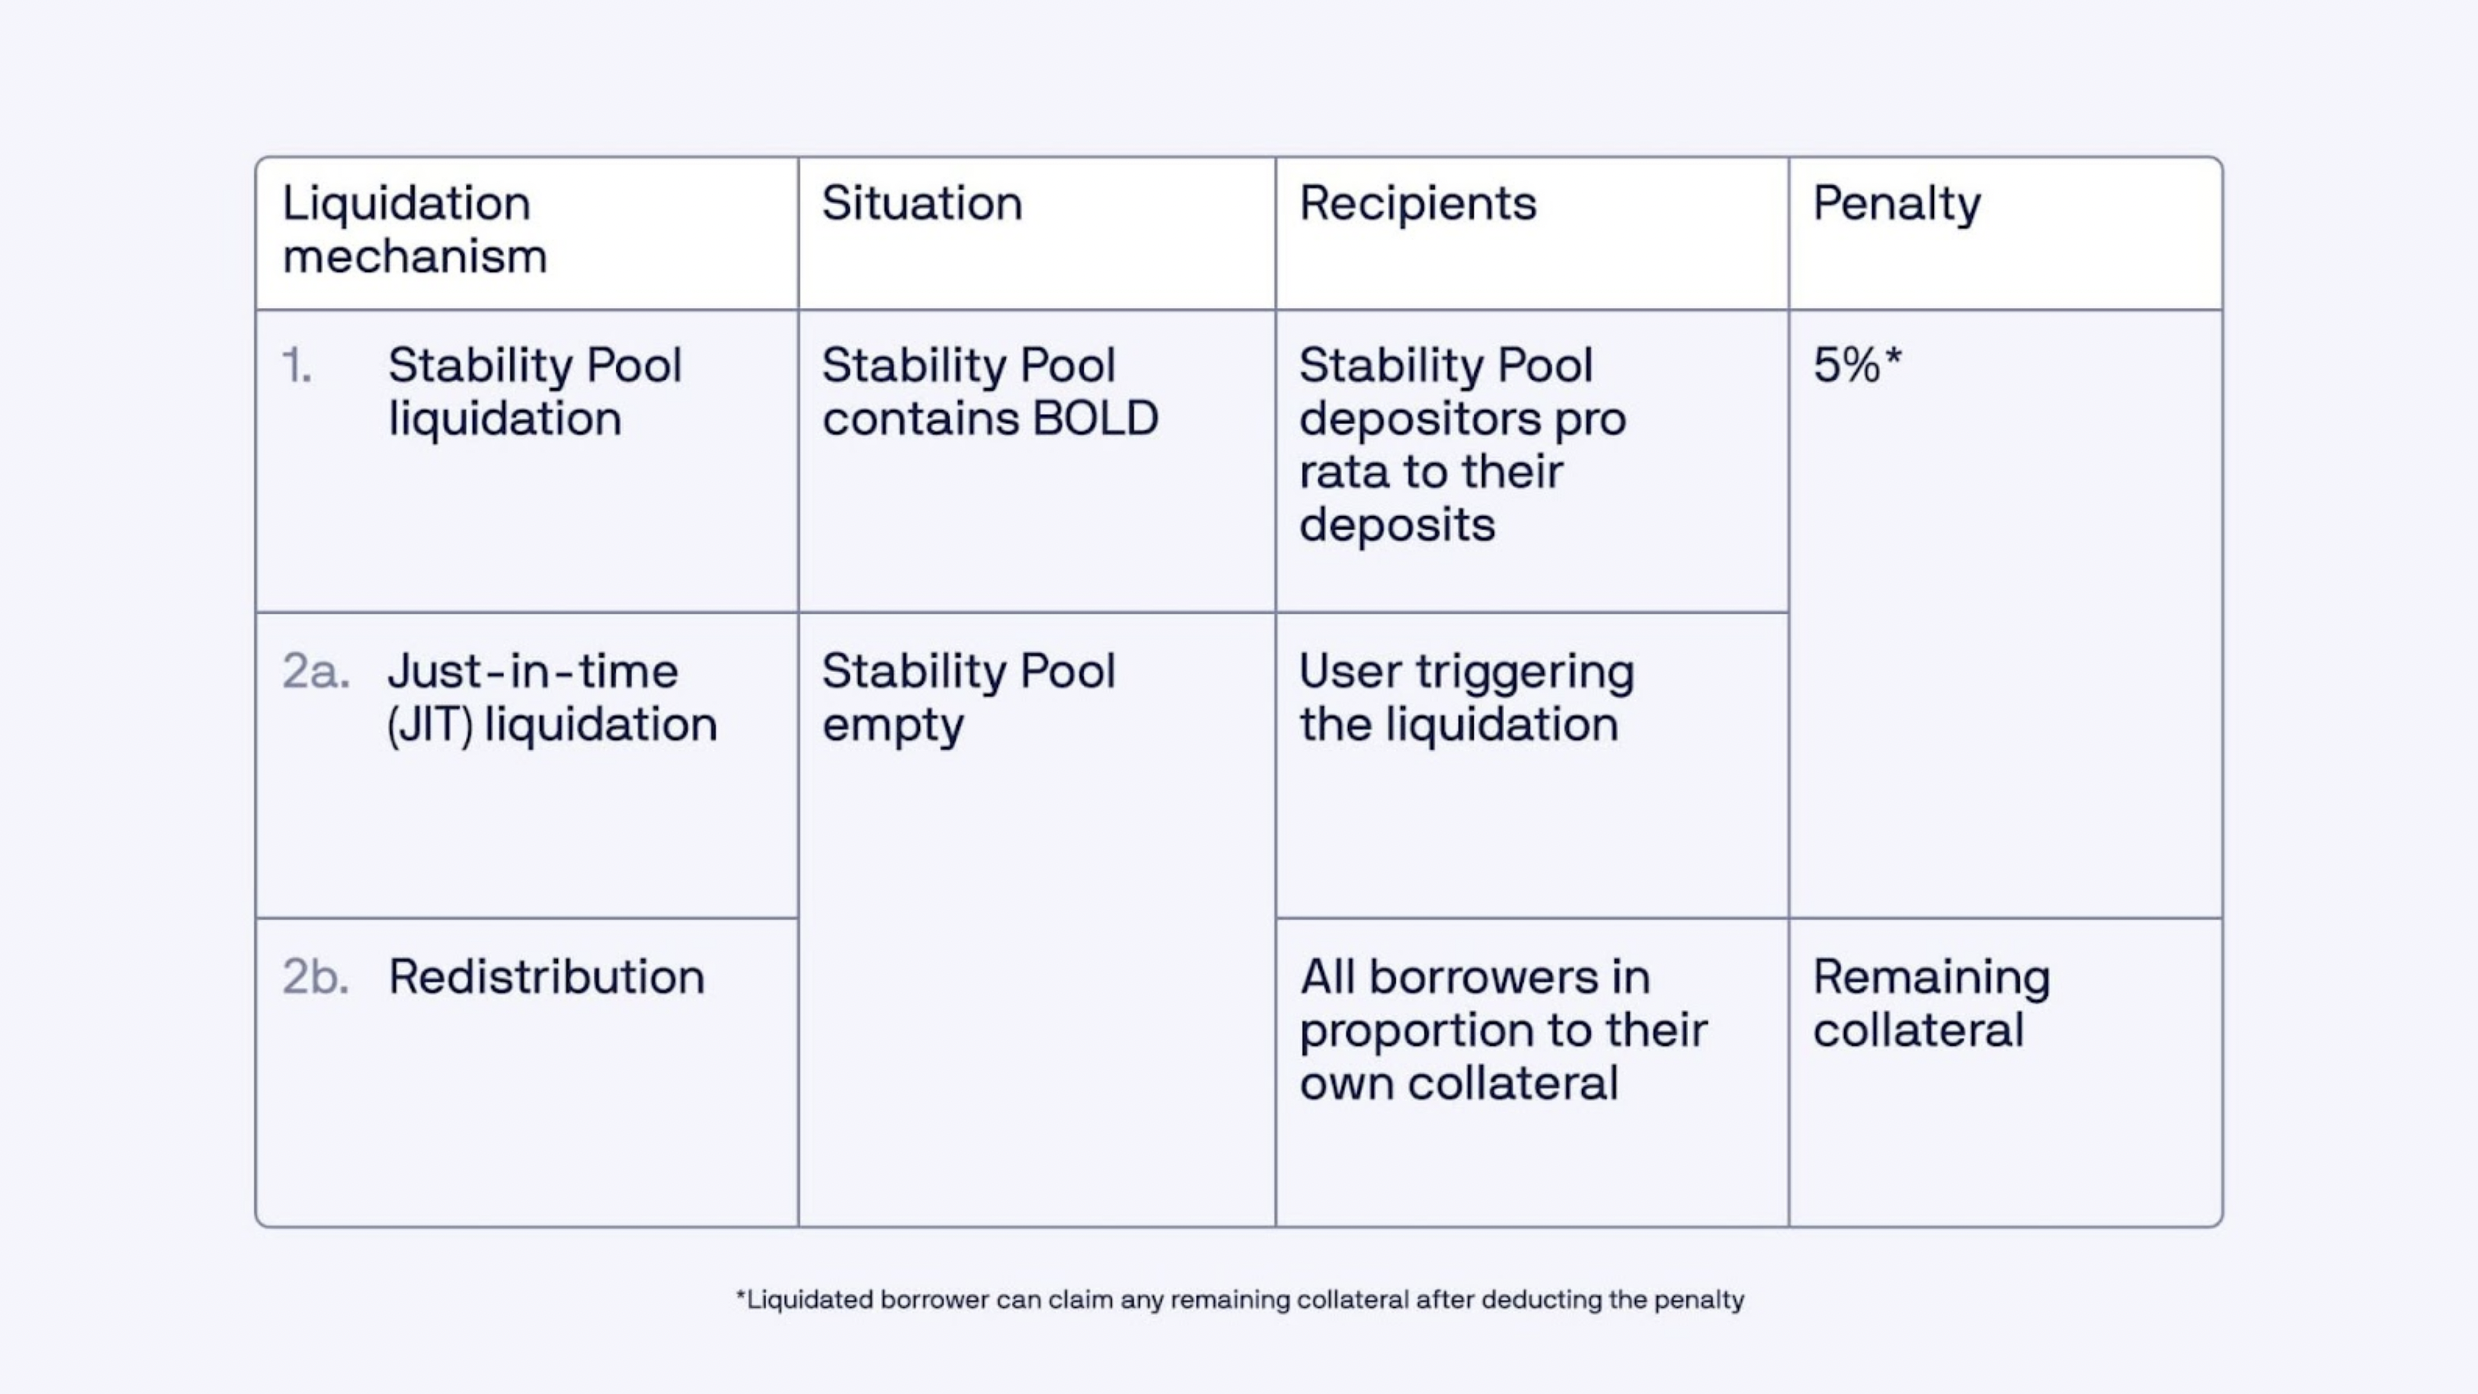 Liquidation
mechanism
Situation
Recipients
Penalty
1. Stability Pool
liquidation
Stability Pool
contains BOLD
Stability Pool
depositors pro
rata to their
deposits
5%*
2a. Just-in-time
(JIT) liquidation
Stability Pool
empty
User triggering
the liquidation
2b. Redistribution
All borrowers in
proportion to their
own collateral
Remaining
collateral
*Liquidated borrower can claim any remaining collateral after deducting the penalty